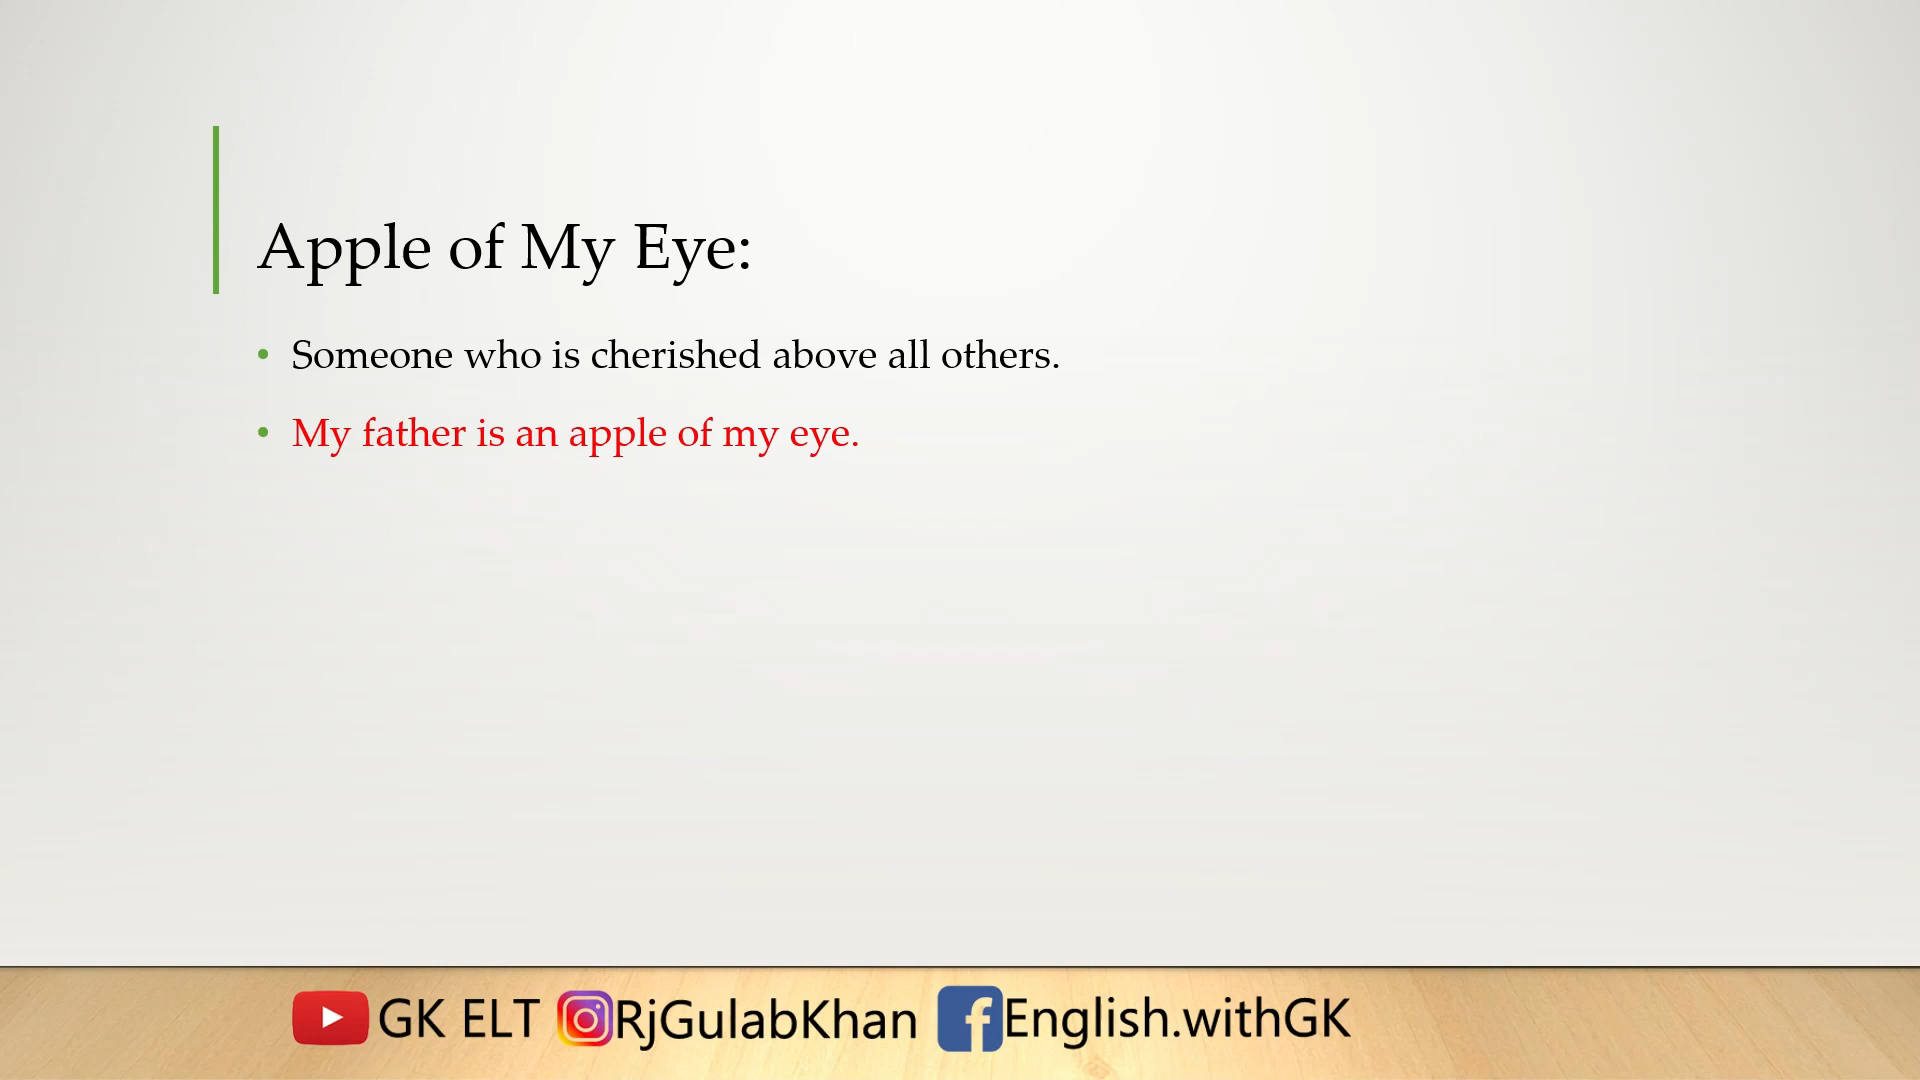 Apple of My Eye:
• Someone who is cherished above all others.
• My father is an apple of my eye.
GK ELT RjGulabKhan English.withGK